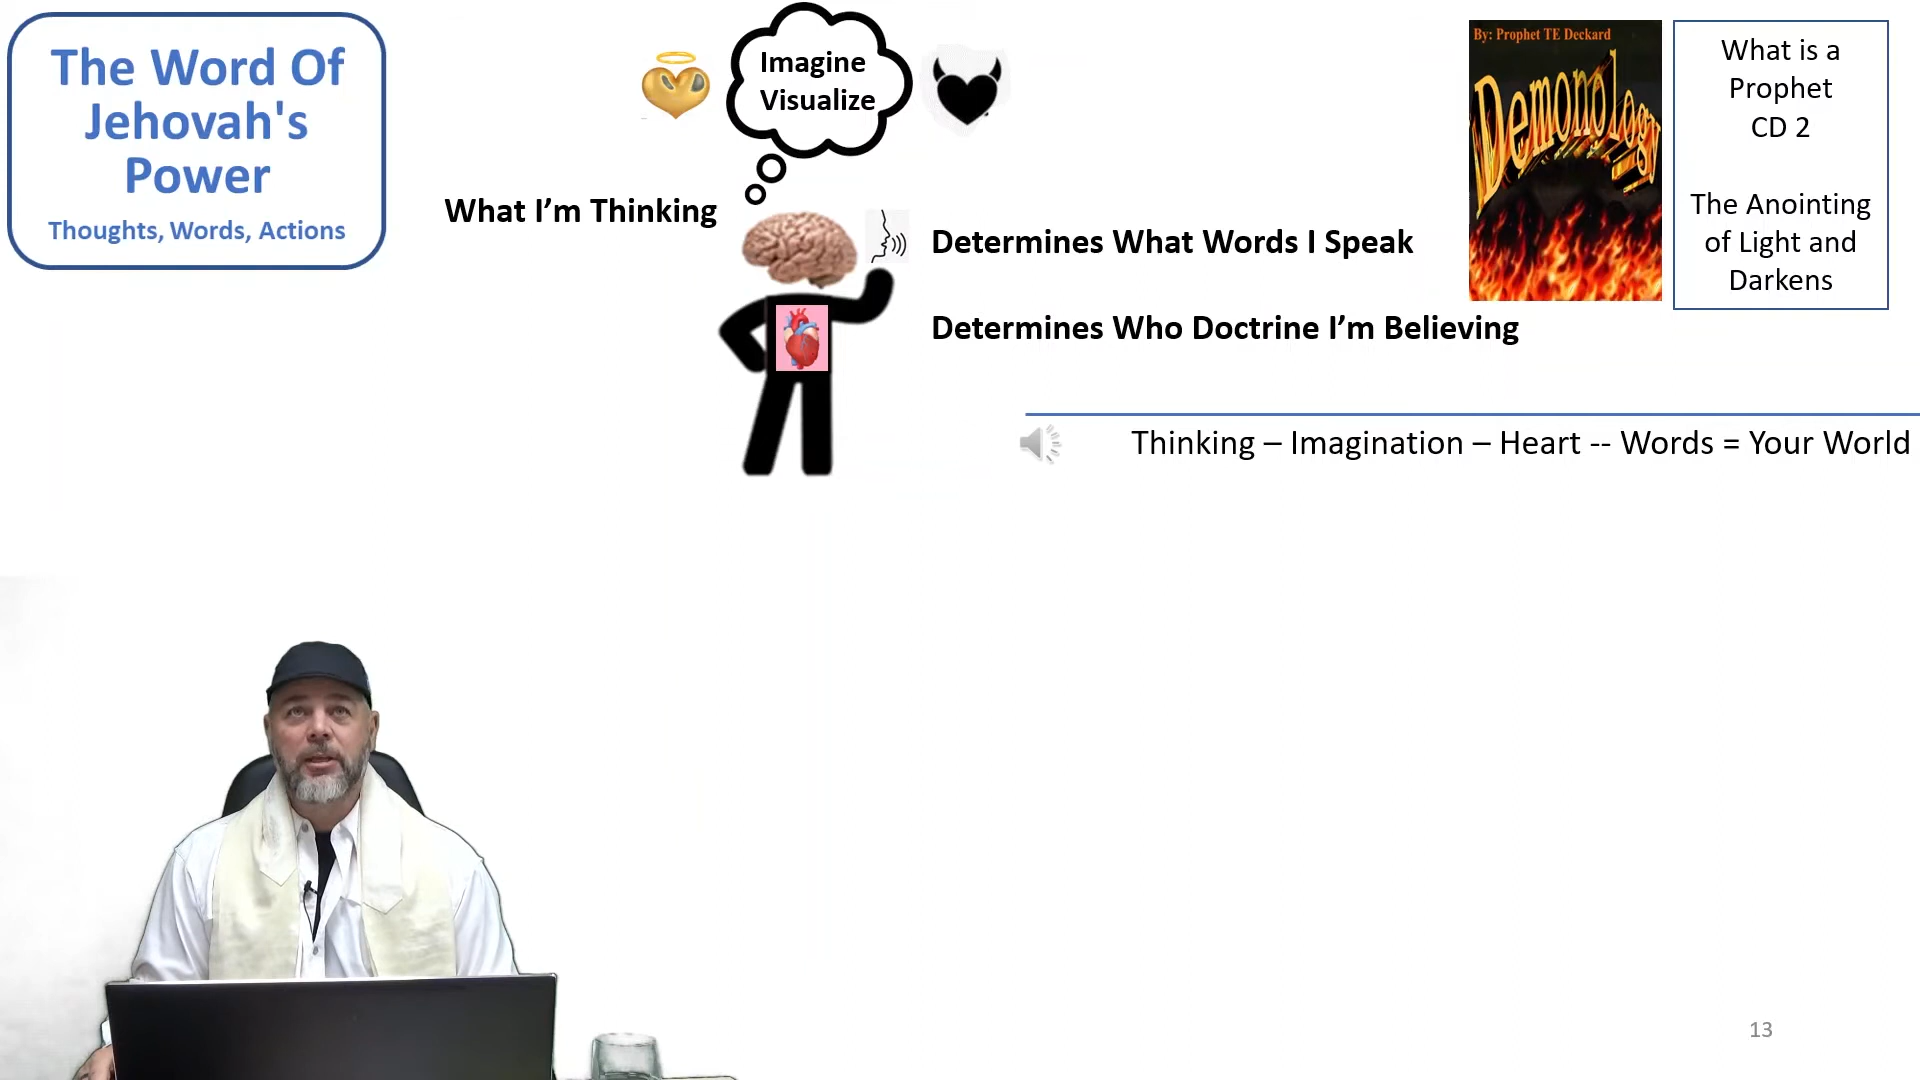 The Word Of
Jehovah's
Power
Thoughts, Words, Actions
Imagine
Visualize
What I'm Thinking
Determines What Words I Speak
Determines Who Doctrine I'm Believing
By: Prophet TE Deckard
Demonology
What is a
Prophet
CD 2
The Anointing
of Light and
Darkens
Thinking – Imagination – Heart -- Words = Your World
13